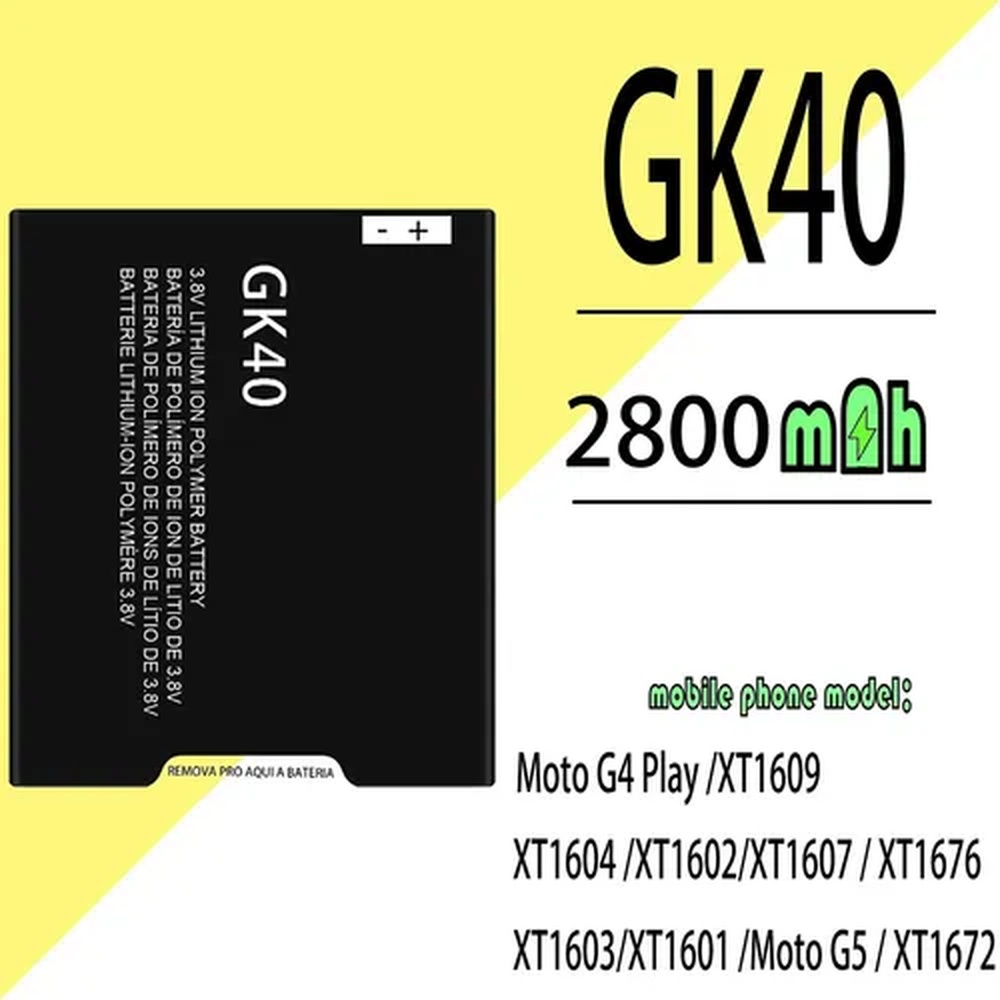 GK40
2800mAh
- +
GK40
3.8V LITHIUM ION POLYMER BATTERY
BATERÍA DE POLÍMERO DE ION DE LITIO DE 3.8V
BATERIA DE POLÍMERO DE IONS DE LÍTIO DE 3.8V
BATTERIE LITHIUM-ION POLYMÈRE 3.8V
REMOVA PRO AQUI A BATERIA
mobile phone model:
Moto G4 Play /XT1609
XT1604 /XT1602/XT1607 / XT1676
XT1603/XT1601 /Moto G5 / XT1672